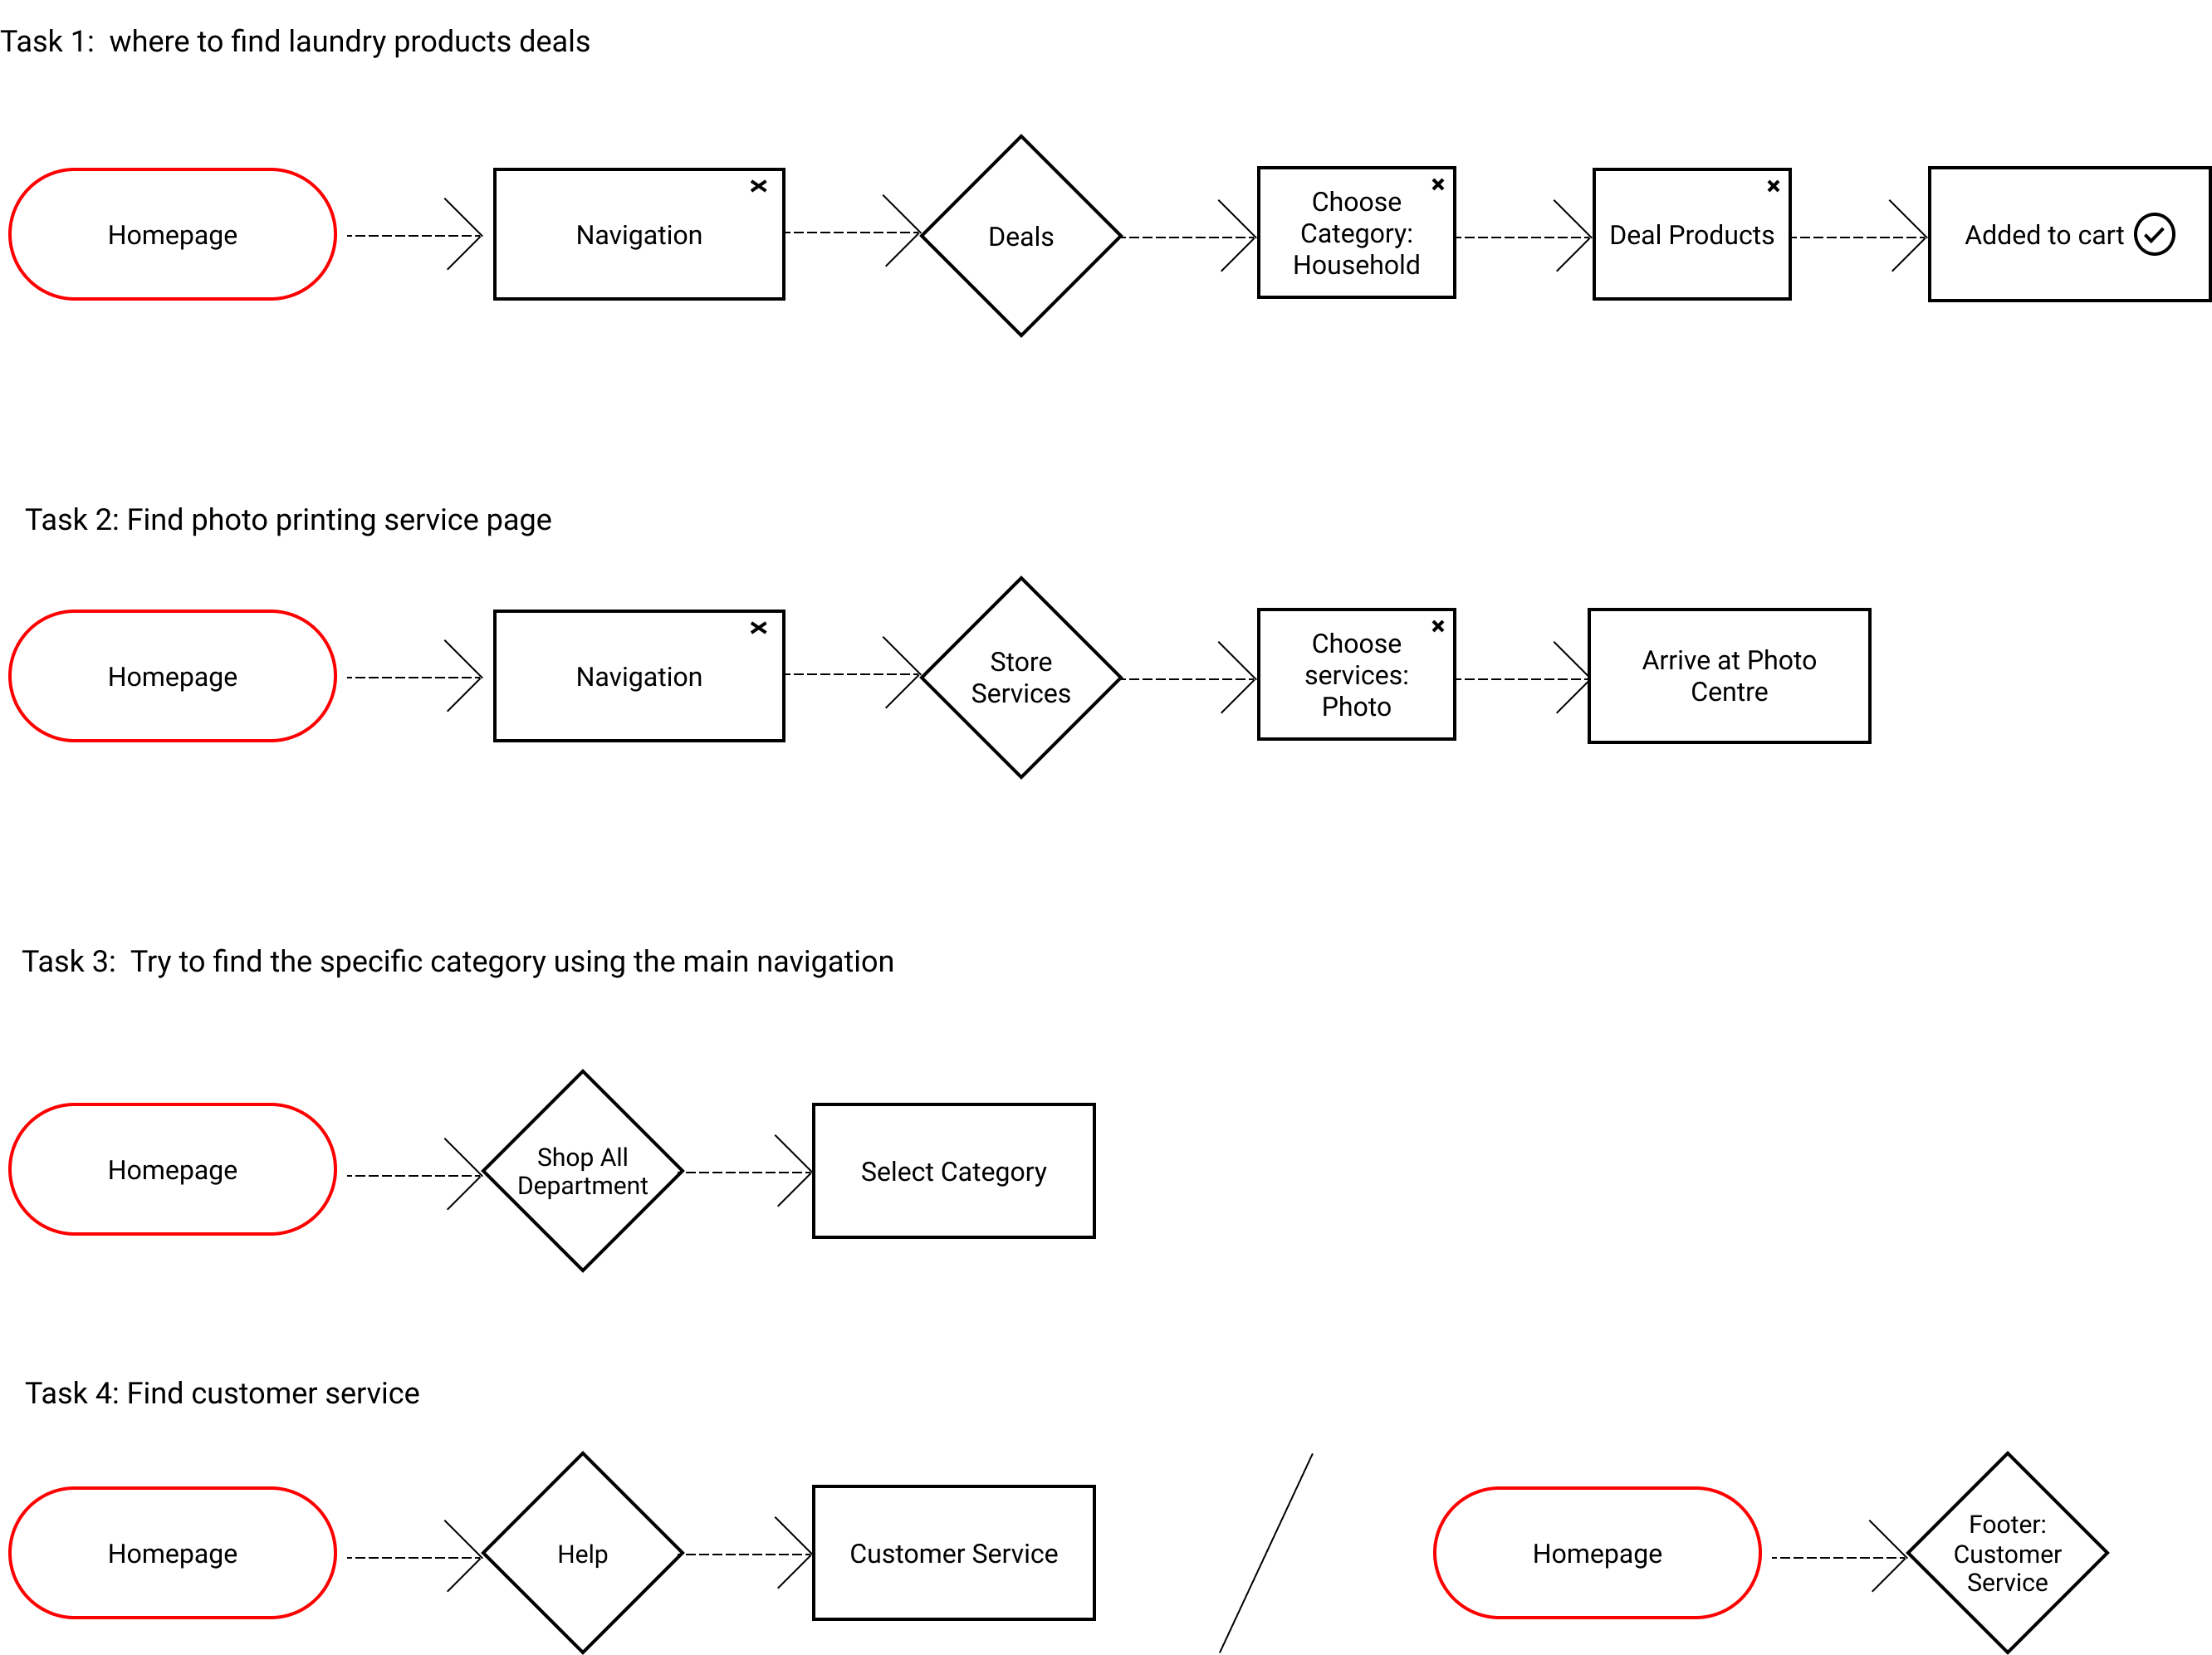 Task 1:  where to find laundry products deals
Homepage
Navigation
Deals
Choose
Category:
Household
Deal Products
Added to cart
Task 2: Find photo printing service page
Homepage
Navigation
Store
Services
Choose
services:
Photo
Arrive at Photo
Centre
Task 3:  Try to find the specific category using the main navigation
Homepage
Shop All
Department
Select Category
Task 4: Find customer service
Homepage
Help
Customer Service
Homepage
Footer:
Customer
Service